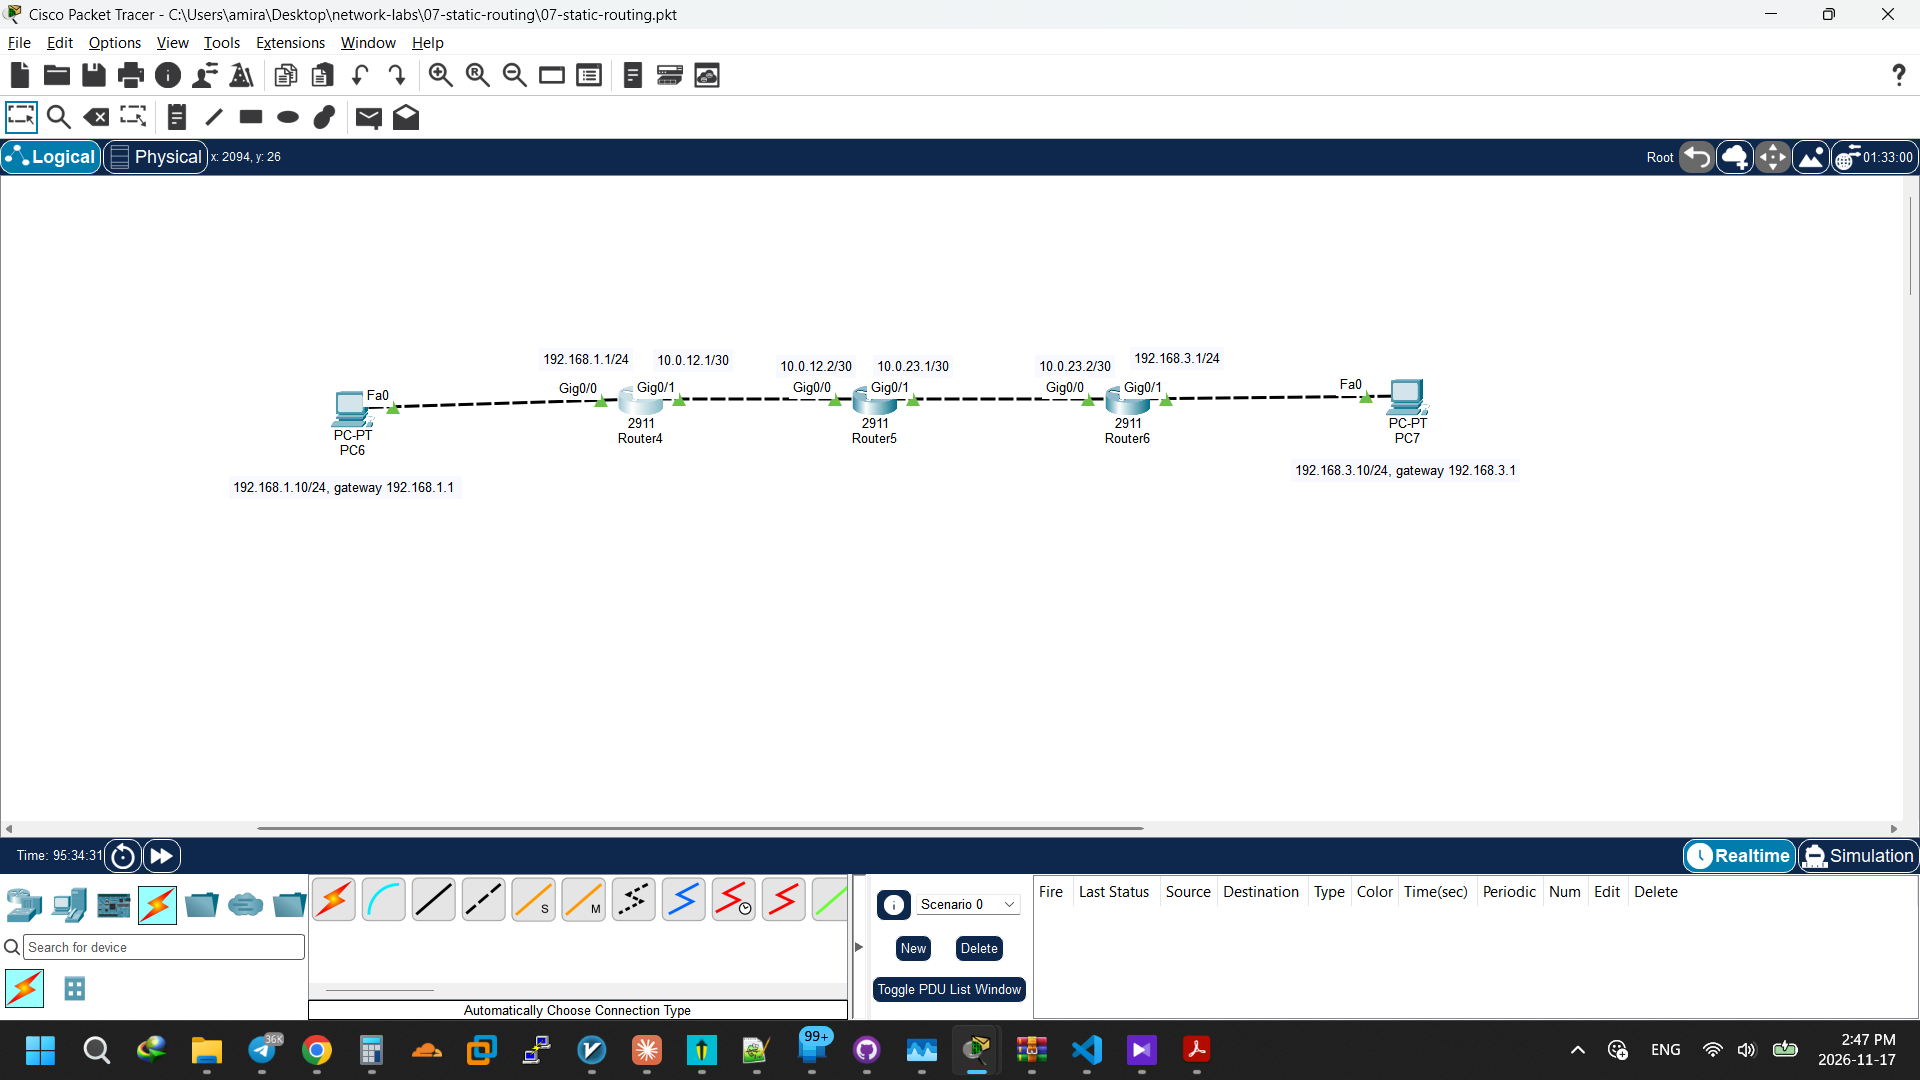 Cisco Packet Tracer - C:\Users\amira\Desktop\network-labs\07-static-routing\07-static-routing.pkt
File Edit Options View Tools Extensions Window Help
?
Logical Physical x: 2094, y: 26 Root 01:33:00
192.168.1.1/24 10.0.12.1/30 10.0.12.2/30 10.0.23.1/30 10.0.23.2/30 192.168.3.1/24
Fa0 Gig0/0 Gig0/1 Gig0/0 Gig0/1 Gig0/0 Gig0/1 Fa0
PC-PT 2911 2911 2911 PC-PT
PC6 Router4 Router5 Router6 PC7
192.168.1.10/24, gateway 192.168.1.1
192.168.3.10/24, gateway 192.168.3.1
Time: 95:34:31 Realtime Simulation
S M
Search for device
Automatically Choose Connection Type
Scenario 0
New Delete
Toggle PDU List Window
Fire Last Status Source Destination Type Color Time(sec) Periodic Num Edit Delete
36K
99+
ENG
2:47 PM
2026-11-17